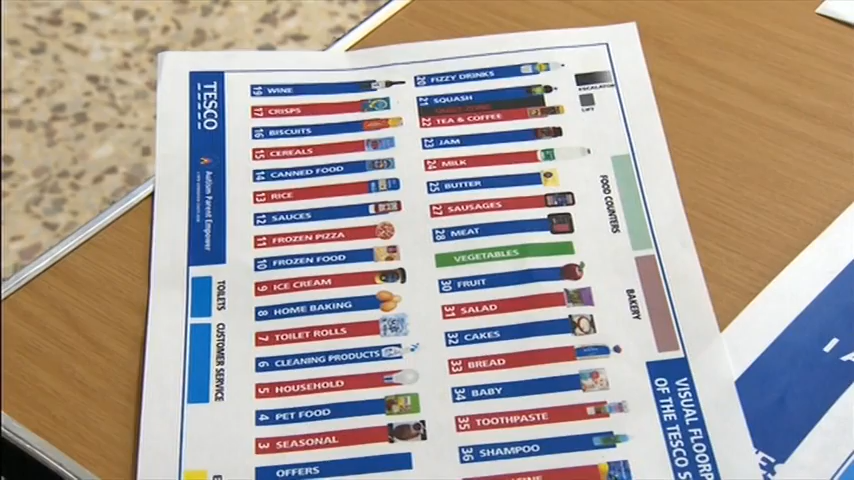 TESCO
Autism Parent Empower
TOILETS
CUSTOMER SERVICE
19 WINE
17 CRISPS
16 BISCUITS
15 CEREALS
14 CANNED FOOD
13 RICE
12 SAUCES
11 FROZEN PIZZA
10 FROZEN FOOD
9 ICE CREAM
8 HOME BAKING
7 TOILET ROLLS
6 CLEANING PRODUCTS
5 HOUSEHOLD
4 PET FOOD
3 SEASONAL
OFFERS
20 FIZZY DRINKS
21 SQUASH
22 TEA & COFFEE
23 JAM
24 MILK
25 BUTTER
27 SAUSAGES
28 MEAT
VEGETABLES
30 FRUIT
31 SALAD
32 CAKES
33 BREAD
34 BABY
35 TOOTHPASTE
36 SHAMPOO
ESCALATOR
LIFT
FOOD COUNTERS
BAKERY
VISUAL FLOORP
OF THE TESCO S